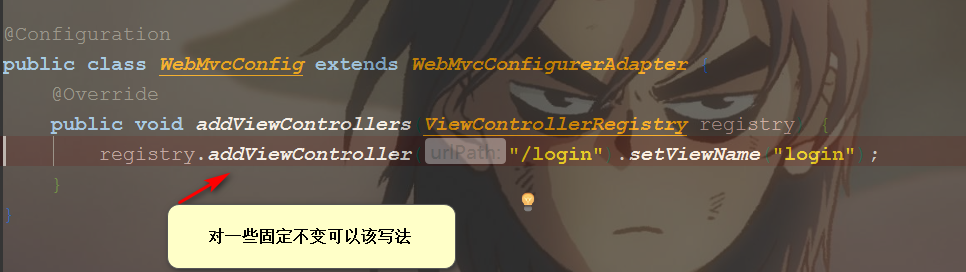 @Configuration
public class WebMvcConfig extends WebMvcConfigurerAdapter {
@Override
public void addViewControllers(ViewControllerRegistry registry) {
registry.addViewController( urlPath: "/login").setViewName("login");
}
}
对一些固定不变可以该写法